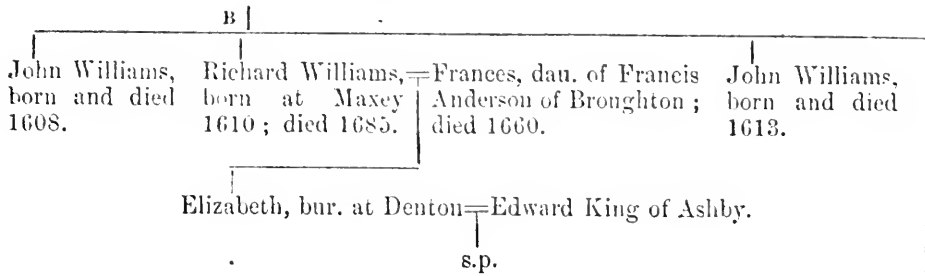 B
John Williams,
born and died
1608.
Richard Williams,
born at Maxey
1610 ; died 1685.
Frances, dau. of Francis
Anderson of Broughton ;
died 1660.
John Williams,
born and died
1613.
Elizabeth, bur. at Denton=Edward King of Ashby.
s.p.